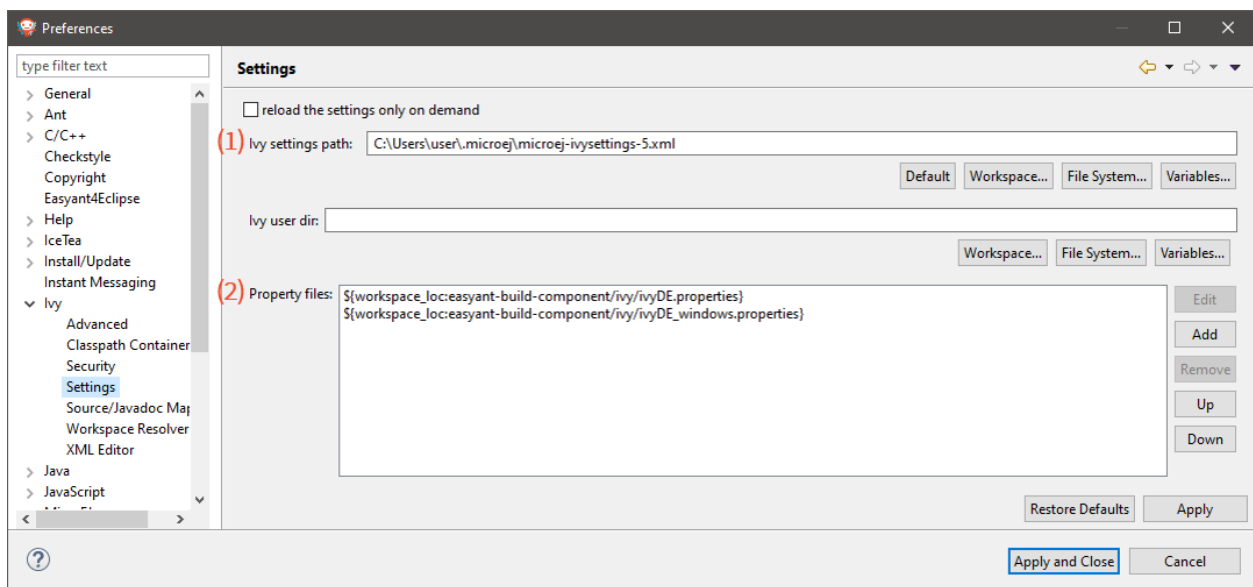 Preferences
type filter text
General
Ant
C/C++
Checkstyle
Copyright
Easyant4Eclipse
Help
IceTea
Install/Update
Instant Messaging
Ivy
Advanced
Classpath Container
Security
Settings
Source/Javadoc Map
Workspace Resolver
XML Editor
Java
JavaScript
Settings
reload the settings only on demand
(1) Ivy settings path: C:\Users\user\.microej\microej-ivysettings-5.xml
Default Workspace... File System... Variables...
Ivy user dir:
Workspace... File System... Variables...
(2) Property files: ${workspace_loc:easyant-build-component/ivy/ivyDE.properties}
${workspace_loc:easyant-build-component/ivy/ivyDE_windows.properties}
Edit
Add
Remove
Up
Down
Restore Defaults Apply
? Apply and Close Cancel